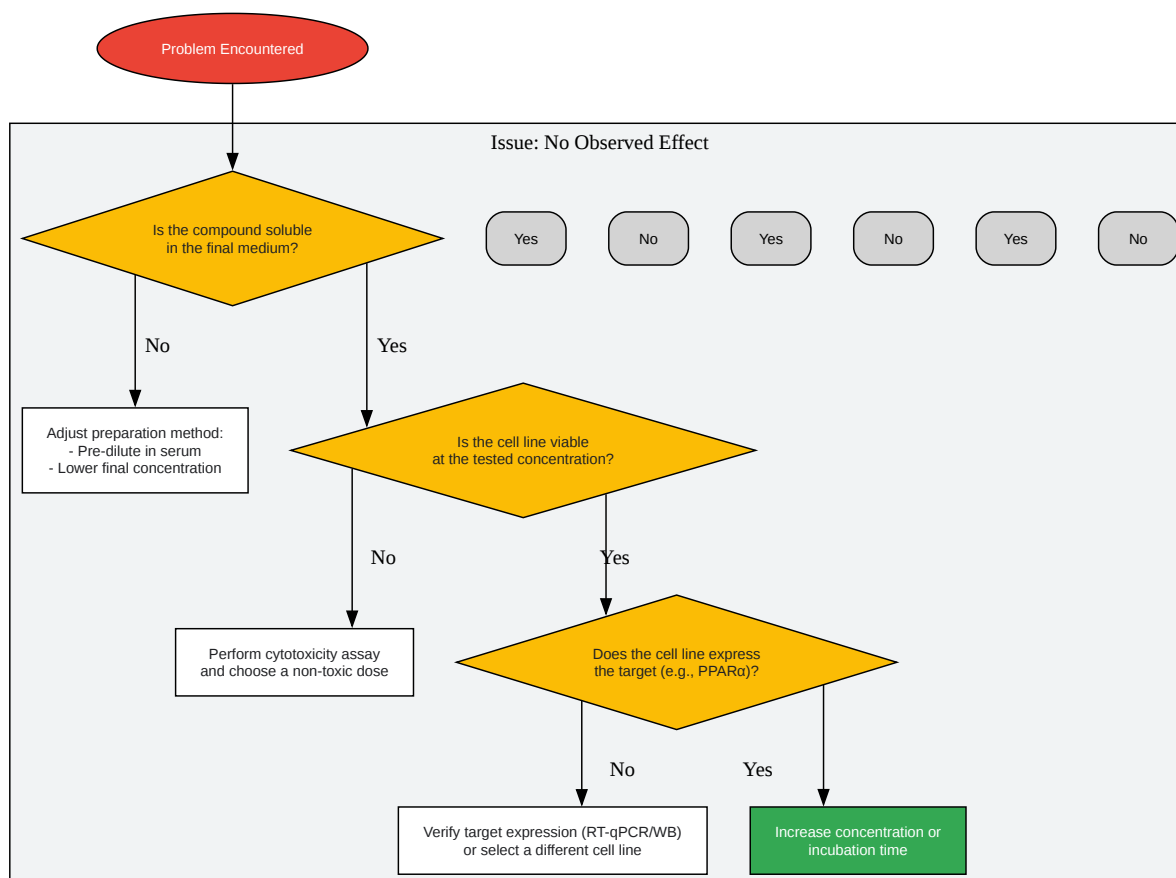 Problem Encountered
Issue: No Observed Effect
Is the compound soluble
in the final medium?
Yes
No
Yes
No
Yes
No
No
Yes
Adjust preparation method:
- Pre-dilute in serum
- Lower final concentration
Is the cell line viable
at the tested concentration?
No
Yes
Perform cytotoxicity assay
and choose a non-toxic dose
Does the cell line express
the target (e.g., PPARα)?
No
Yes
Verify target expression (RT-qPCR/WB)
or select a different cell line
Increase concentration or
incubation time